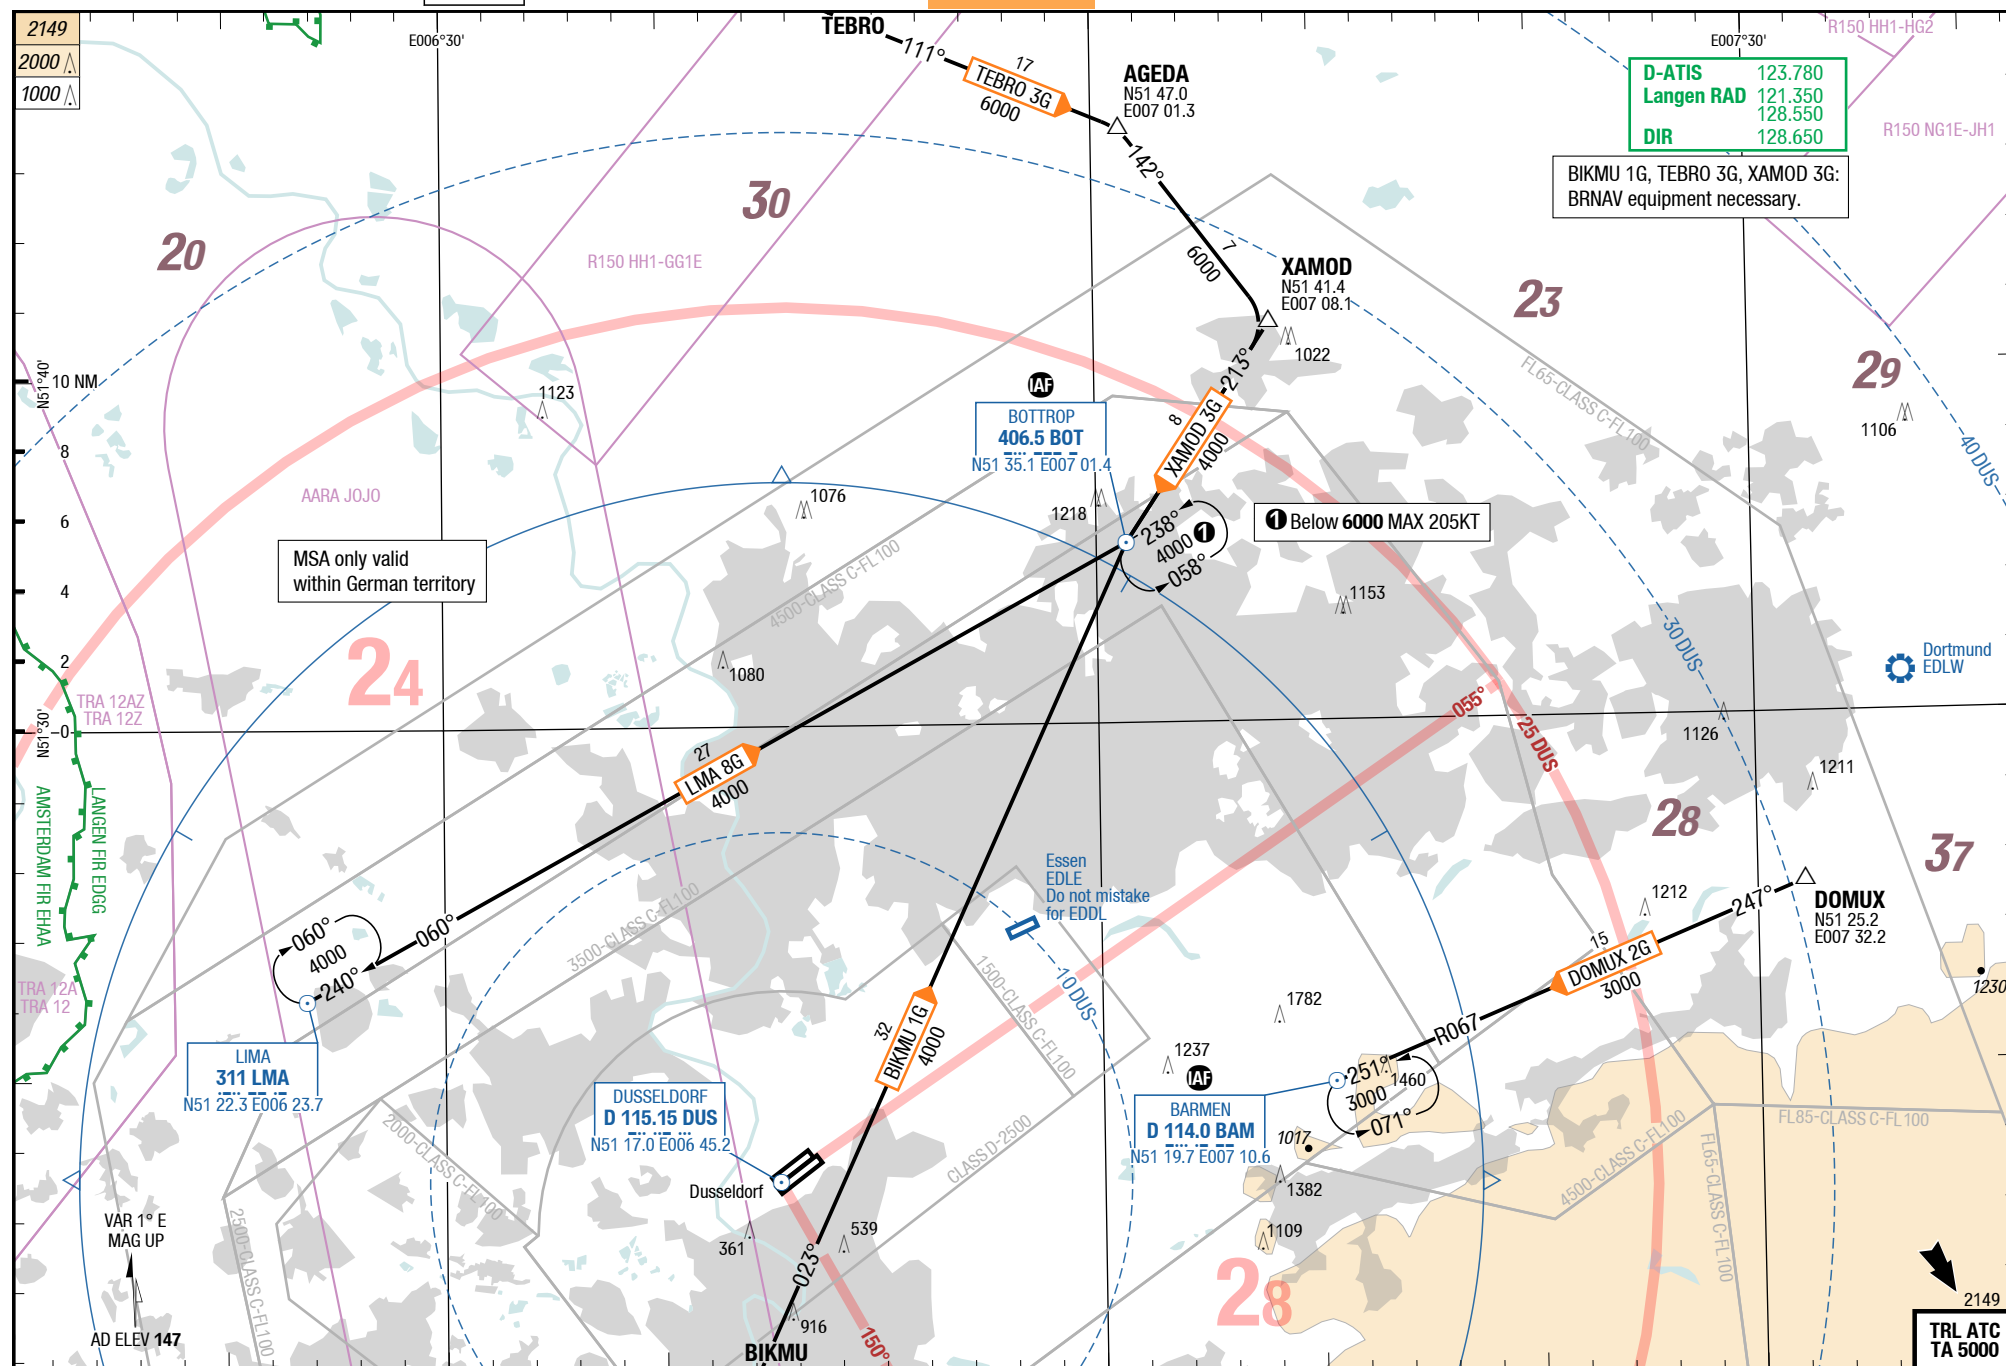 2149
2000
1000
E006°30'
TEBRO
111°
17
TEBRO 3G
6000
AGEDA
N51 47.0
E007 01.3
E007°30'
R150 HH1-HG2
D-ATIS 123.780
Langen RAD 121.350
128.550
DIR 128.650
R150 NG1E-JH1
BIKMU 1G, TEBRO 3G, XAMOD 3G:
BRNAV equipment necessary.
142°
7
6000
30
20
R150 HH1-GG1E
XAMOD
N51 41.4
E007 08.1
23
1022
213°
FL65-CLASS C-FL100
29
1106
40 DUS
N51°40'
10 NM
8
6
4
2
0
N51°30'
1123
IAF
BOTTROP
406.5 BOT
N51 35.1 E007 01.4
8
XAMOD 3G
4000
AARA JOJO
1076
1218
238°
4000 1
058°
1 Below 6000 MAX 205KT
MSA only valid
within German territory
4500-CLASS C-FL100
1153
24
1080
30 DUS
Dortmund
EDLW
TRA 12AZ
TRA 12Z
055°
25 DUS
1126
1211
27
LMA 8G
4000
LANGEN FIR EDGG
AMSTERDAM FIR EHAA
28
37
Essen
EDLE
Do not mistake
for EDDL
1212
247°
DOMUX
N51 25.2
E007 32.2
060°
060°
4000
240°
3500-CLASS C-FL100
1500-CLASS C-FL100
10 DUS
15
DOMUX 2G
3000
1230
TRA 12A
TRA 12
1782
R067
32
BIKMU 1G
4000
1237
IAF
251°
1460
3000
071°
LIMA
311 LMA
N51 22.3 E006 23.7
DUSSELDORF
D 115.15 DUS
N51 17.0 E006 45.2
BARMEN
D 114.0 BAM
N51 19.7 E007 10.6
1017
2000-CLASS C-FL100
CLASS D-2500
4500-CLASS C-FL100
FL85-CLASS C-FL100
FL65-CLASS C-FL100
Dusseldorf
1382
1109
VAR 1° E
MAG UP
2500-CLASS C-FL100
361
539
023°
28
916
150°
AD ELEV 147
BIKMU
2149
TRL ATC
TA 5000